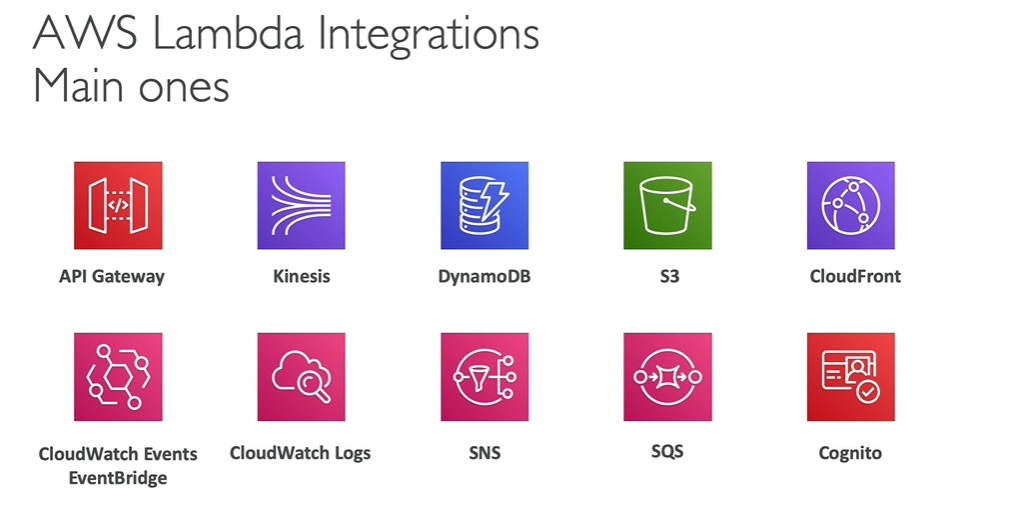 AWS Lambda Integrations
Main ones
</>
API Gateway
Kinesis
DynamoDB
S3
CloudFront
CloudWatch Events
EventBridge
CloudWatch Logs
SNS
SQS
Cognito